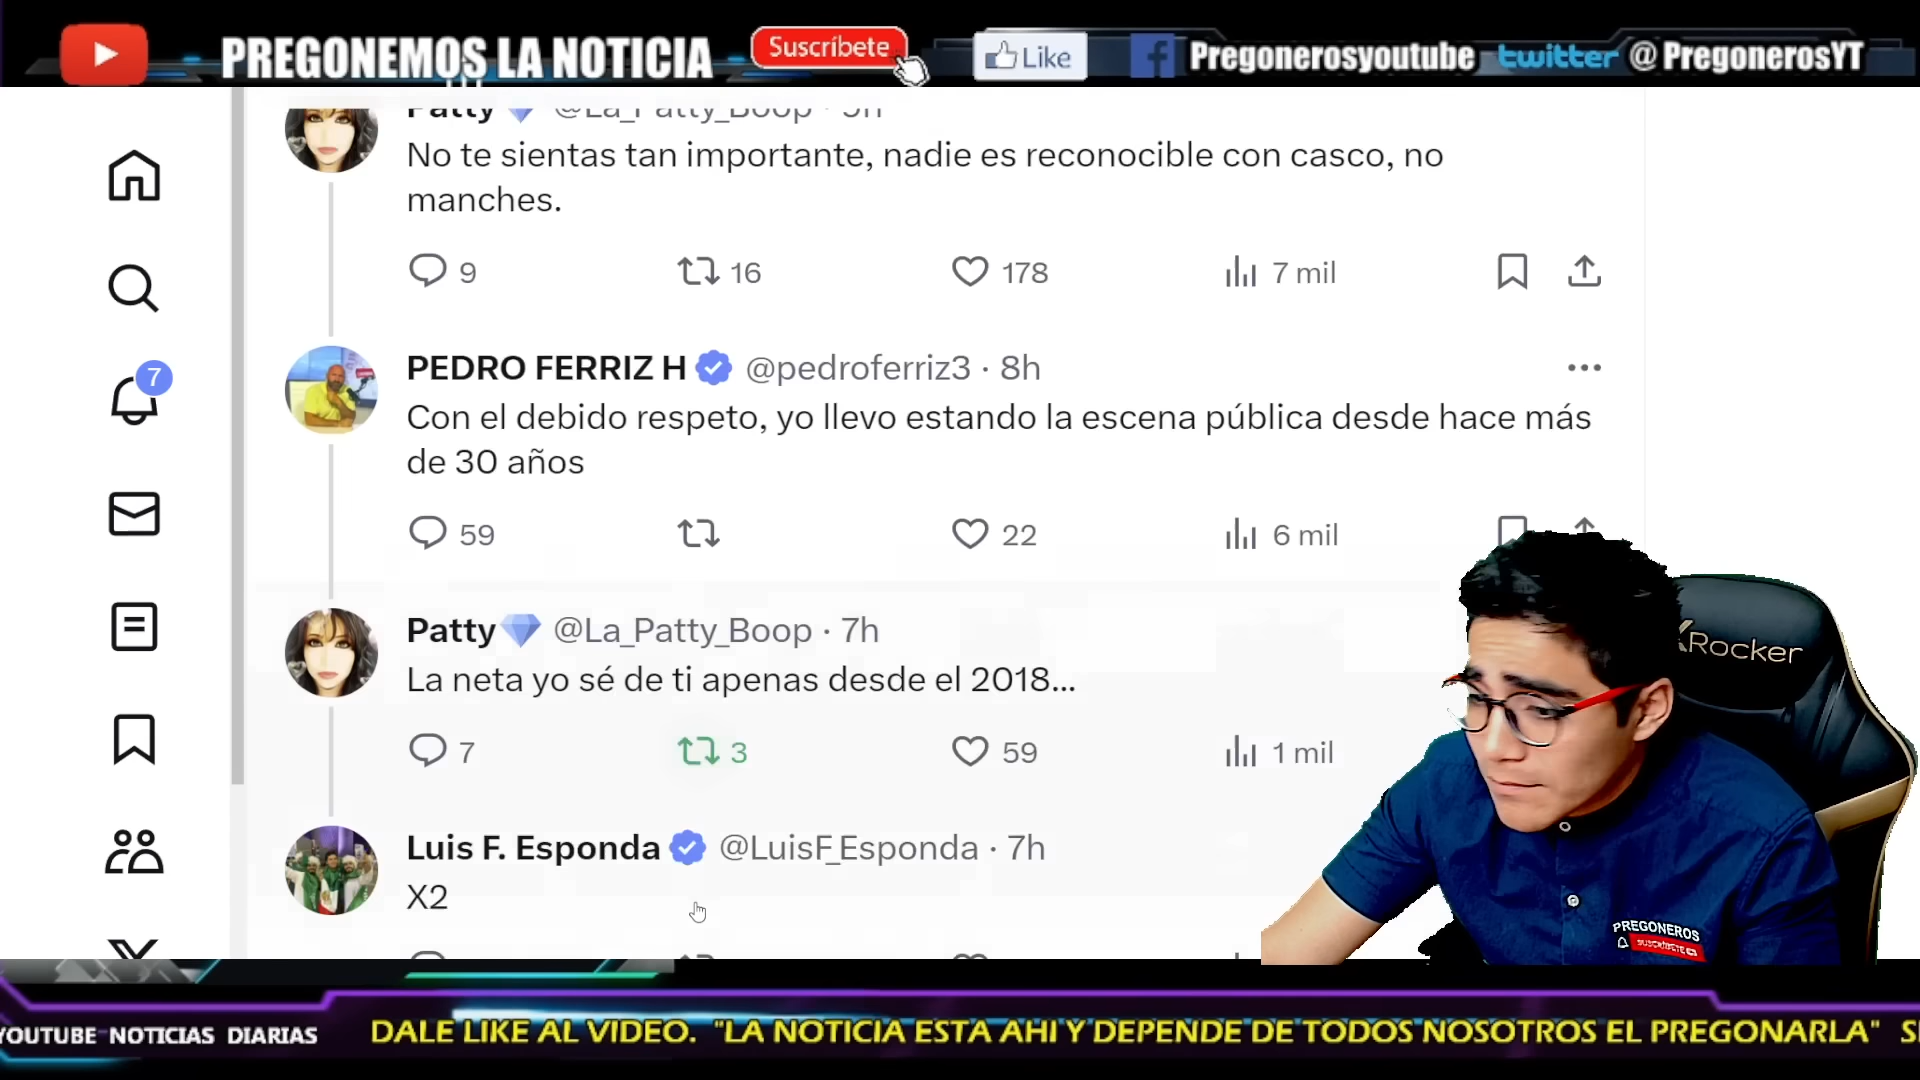 PREGONEMOS LA NOTICIA
Suscríbete
Like
Pregonerosyoutube
twitter @PregonerosYT
Patty @La_Patty_Boop
No te sientas tan importante, nadie es reconocible con casco, no
manches.
9 16 178 7 mil
7
PEDRO FERRIZ H @pedroferriz3 · 8h
Con el debido respeto, yo llevo estando la escena pública desde hace más
de 30 años
59 22 6 mil
Patty @La_Patty_Boop · 7h
La neta yo sé de ti apenas desde el 2018...
7 3 59 1 mil
Luis F. Esponda @LuisF_Esponda · 7h
X2
XRocker
PREGONEROS
SUSCRÍBETE
YOUTUBE NOTICIAS DIARIAS
DALE LIKE AL VIDEO. "LA NOTICIA ESTA AHI Y DEPENDE DE TODOS NOSOTROS EL PREGONARLA"